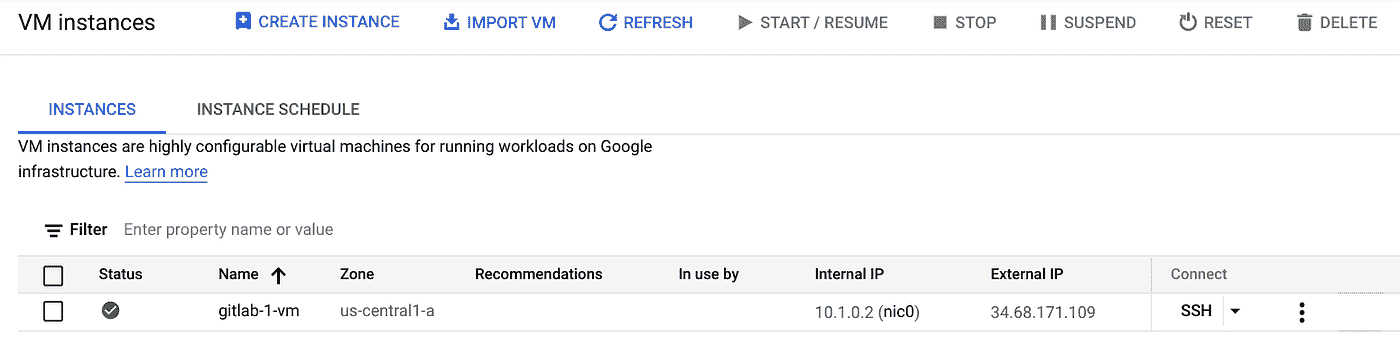 VM instances CREATE INSTANCE IMPORT VM REFRESH START / RESUME STOP SUSPEND RESET DELETE
INSTANCES INSTANCE SCHEDULE
VM instances are highly configurable virtual machines for running workloads on Google
infrastructure. Learn more
Filter Enter property name or value
Status Name Zone Recommendations In use by Internal IP External IP Connect
gitlab-1-vm us-central1-a 10.1.0.2 (nic0) 34.68.171.109 SSH